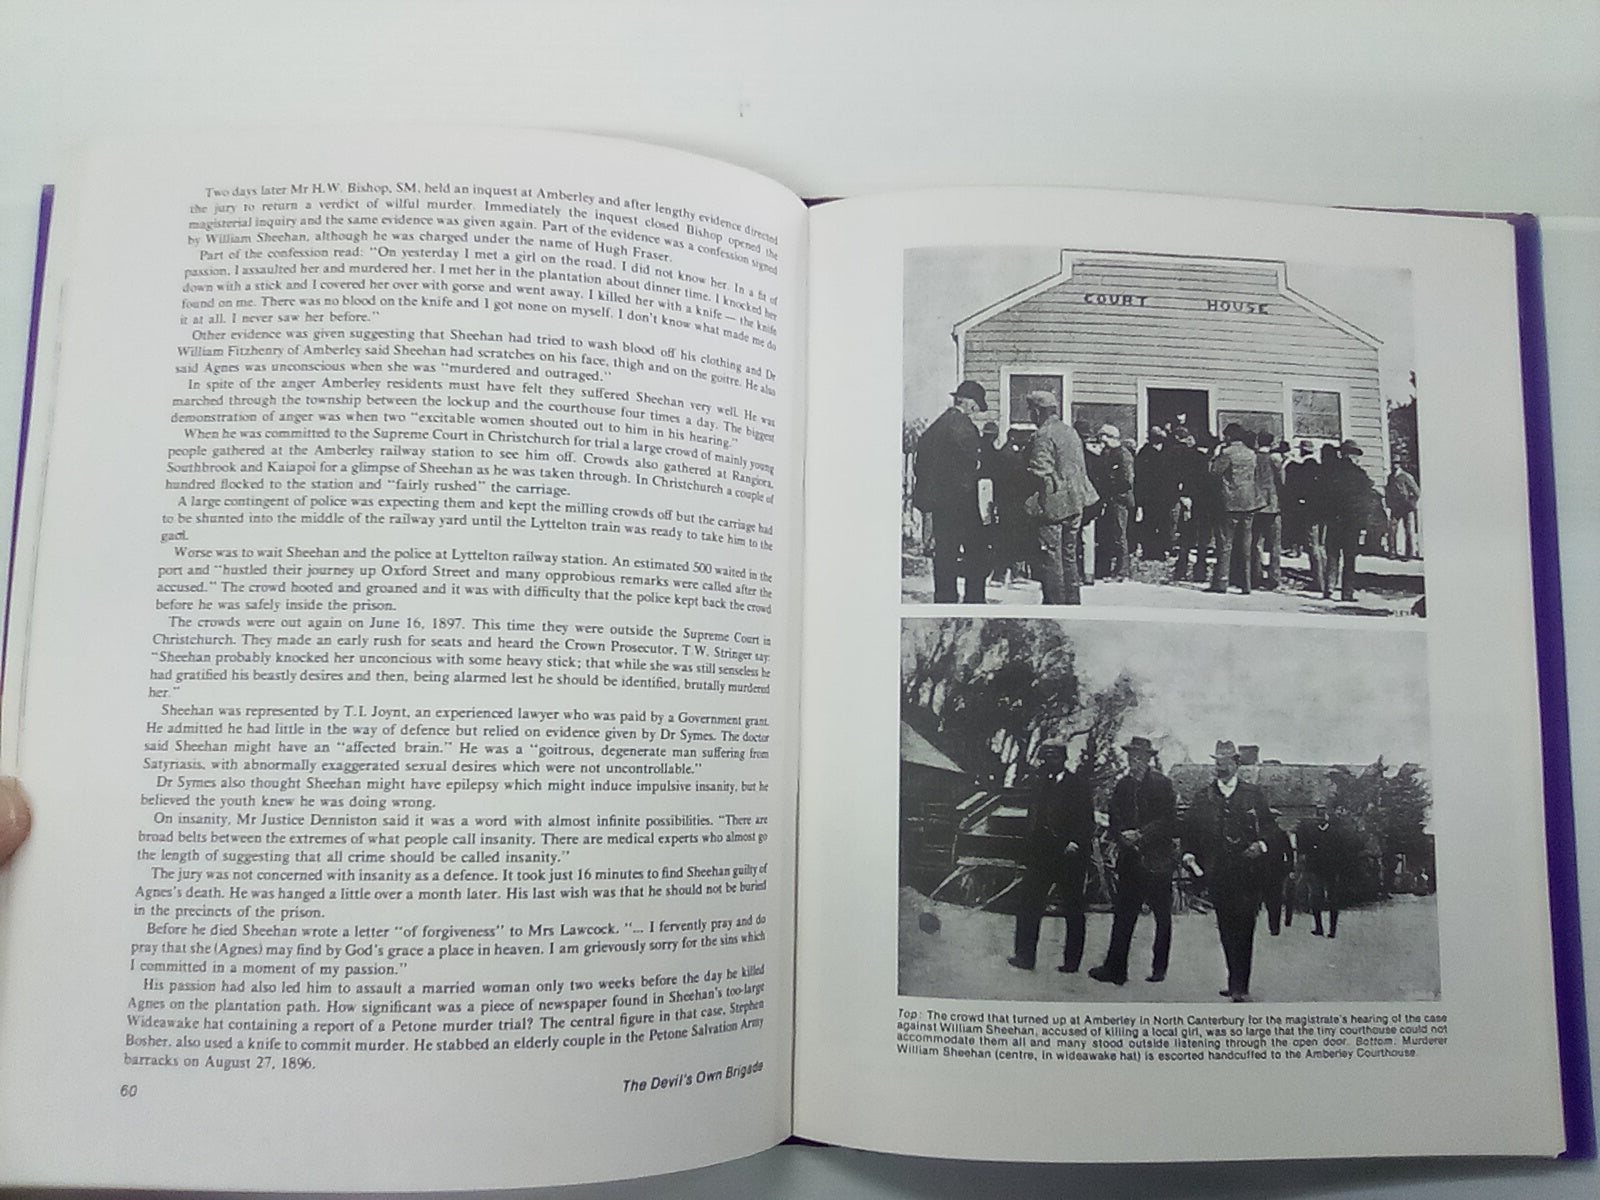 Two days later Mr H.W. Bishop, SM, held an inquest at Amberley and after lengthy evidence directed
the jury to return a verdict of wilful murder. Immediately the inquest closed Bishop opened the
magisterial inquiry and the same evidence was given again. Part of the evidence was a confession signed
by William Sheehan, although he was charged under the name of Hugh Fraser.
Part of the confession read: "On yesterday I met a girl on the road. I did not know her. In a fit of
passion, I assaulted her and murdered her. I met her in the plantation about dinner time. I knocked her
down with a stick and I covered her over with gorse and went away. I killed her with a knife — the knife
found on me. There was no blood on the knife and I got none on myself. I don't know what made me do
it at all. I never saw her before."
Other evidence was given suggesting that Sheehan had tried to wash blood off his clothing and Dr
William Fitzhenry of Amberley said Sheehan had scratches on his face, thigh and on the goitre. He also
said Agnes was unconscious when she was "murdered and outraged."
In spite of the anger Amberley residents must have felt they suffered Sheehan very well. He was
marched through the township between the lockup and the courthouse four times a day. The biggest
demonstration of anger was when two "excitable women shouted out to him in his hearing."
When he was committed to the Supreme Court in Christchurch for trial a large crowd of mainly young
people gathered at the Amberley railway station to see him off. Crowds also gathered at Rangiora,
Southbrook and Kaiapoi for a glimpse of Sheehan as he was taken through. In Christchurch a couple of
hundred flocked to the station and "fairly rushed" the carriage.
A large contingent of police was expecting them and kept the milling crowds off but the carriage had
to be shunted into the middle of the railway yard until the Lyttelton train was ready to take him to the
gaol.
Worse was to wait Sheehan and the police at Lyttelton railway station. An estimated 500 waited in the
port and "hustled their journey up Oxford Street and many opprobious remarks were called after the
accused." The crowd hooted and groaned and it was with difficulty that the police kept back the crowd
before he was safely inside the prison.
The crowds were out again on June 16, 1897. This time they were outside the Supreme Court in
Christchurch. They made an early rush for seats and heard the Crown Prosecutor, T.W. Stringer say:
"Sheehan probably knocked her unconcious with some heavy stick; that while she was still senseless he
had gratified his beastly desires and then, being alarmed lest he should be identified, brutally murdered
her."
Sheehan was represented by T.I. Joynt, an experienced lawyer who was paid by a Government grant.
He admitted he had little in the way of defence but relied on evidence given by Dr Symes. The doctor
said Sheehan might have an "affected brain." He was a "goitrous, degenerate man suffering from
Satyriasis, with abnormally exaggerated sexual desires which were not uncontrollable."
Dr Symes also thought Sheehan might have epilepsy which might induce impulsive insanity, but he
believed the youth knew he was doing wrong.
On insanity, Mr Justice Denniston said it was a word with almost infinite possibilities. "There are
broad belts between the extremes of what people call insanity. There are medical experts who almost go
the length of suggesting that all crime should be called insanity."
The jury was not concerned with insanity as a defence. It took just 16 minutes to find Sheehan guilty of
Agnes's death. He was hanged a little over a month later. His last wish was that he should not be buried
in the precincts of the prison.
Before he died Sheehan wrote a letter "of forgiveness" to Mrs Lawcock. "... I fervently pray and do
pray that she (Agnes) may find by God's grace a place in heaven. I am grievously sorry for the sins which
I committed in a moment of my passion."
His passion had also led him to assault a married woman only two weeks before the day he killed
Agnes on the plantation path. How significant was a piece of newspaper found in Sheehan's too-large
Wideawake hat containing a report of a Petone murder trial? The central figure in that case, Stephen
Bosher, also used a knife to commit murder. He stabbed an elderly couple in the Petone Salvation Army
barracks on August 27, 1896.
60
The Devil's Own Brigade
COURT HOUSE
Top: The crowd that turned up at Amberley in North Canterbury for the magistrate's hearing of the case
against William Sheehan, accused of killing a local girl, was so large that the tiny courthouse could not
accommodate them all and many stood outside listening through the open door. Bottom: Murderer
William Sheehan (centre, in wideawake hat) is escorted handcuffed to the Amberley Courthouse.